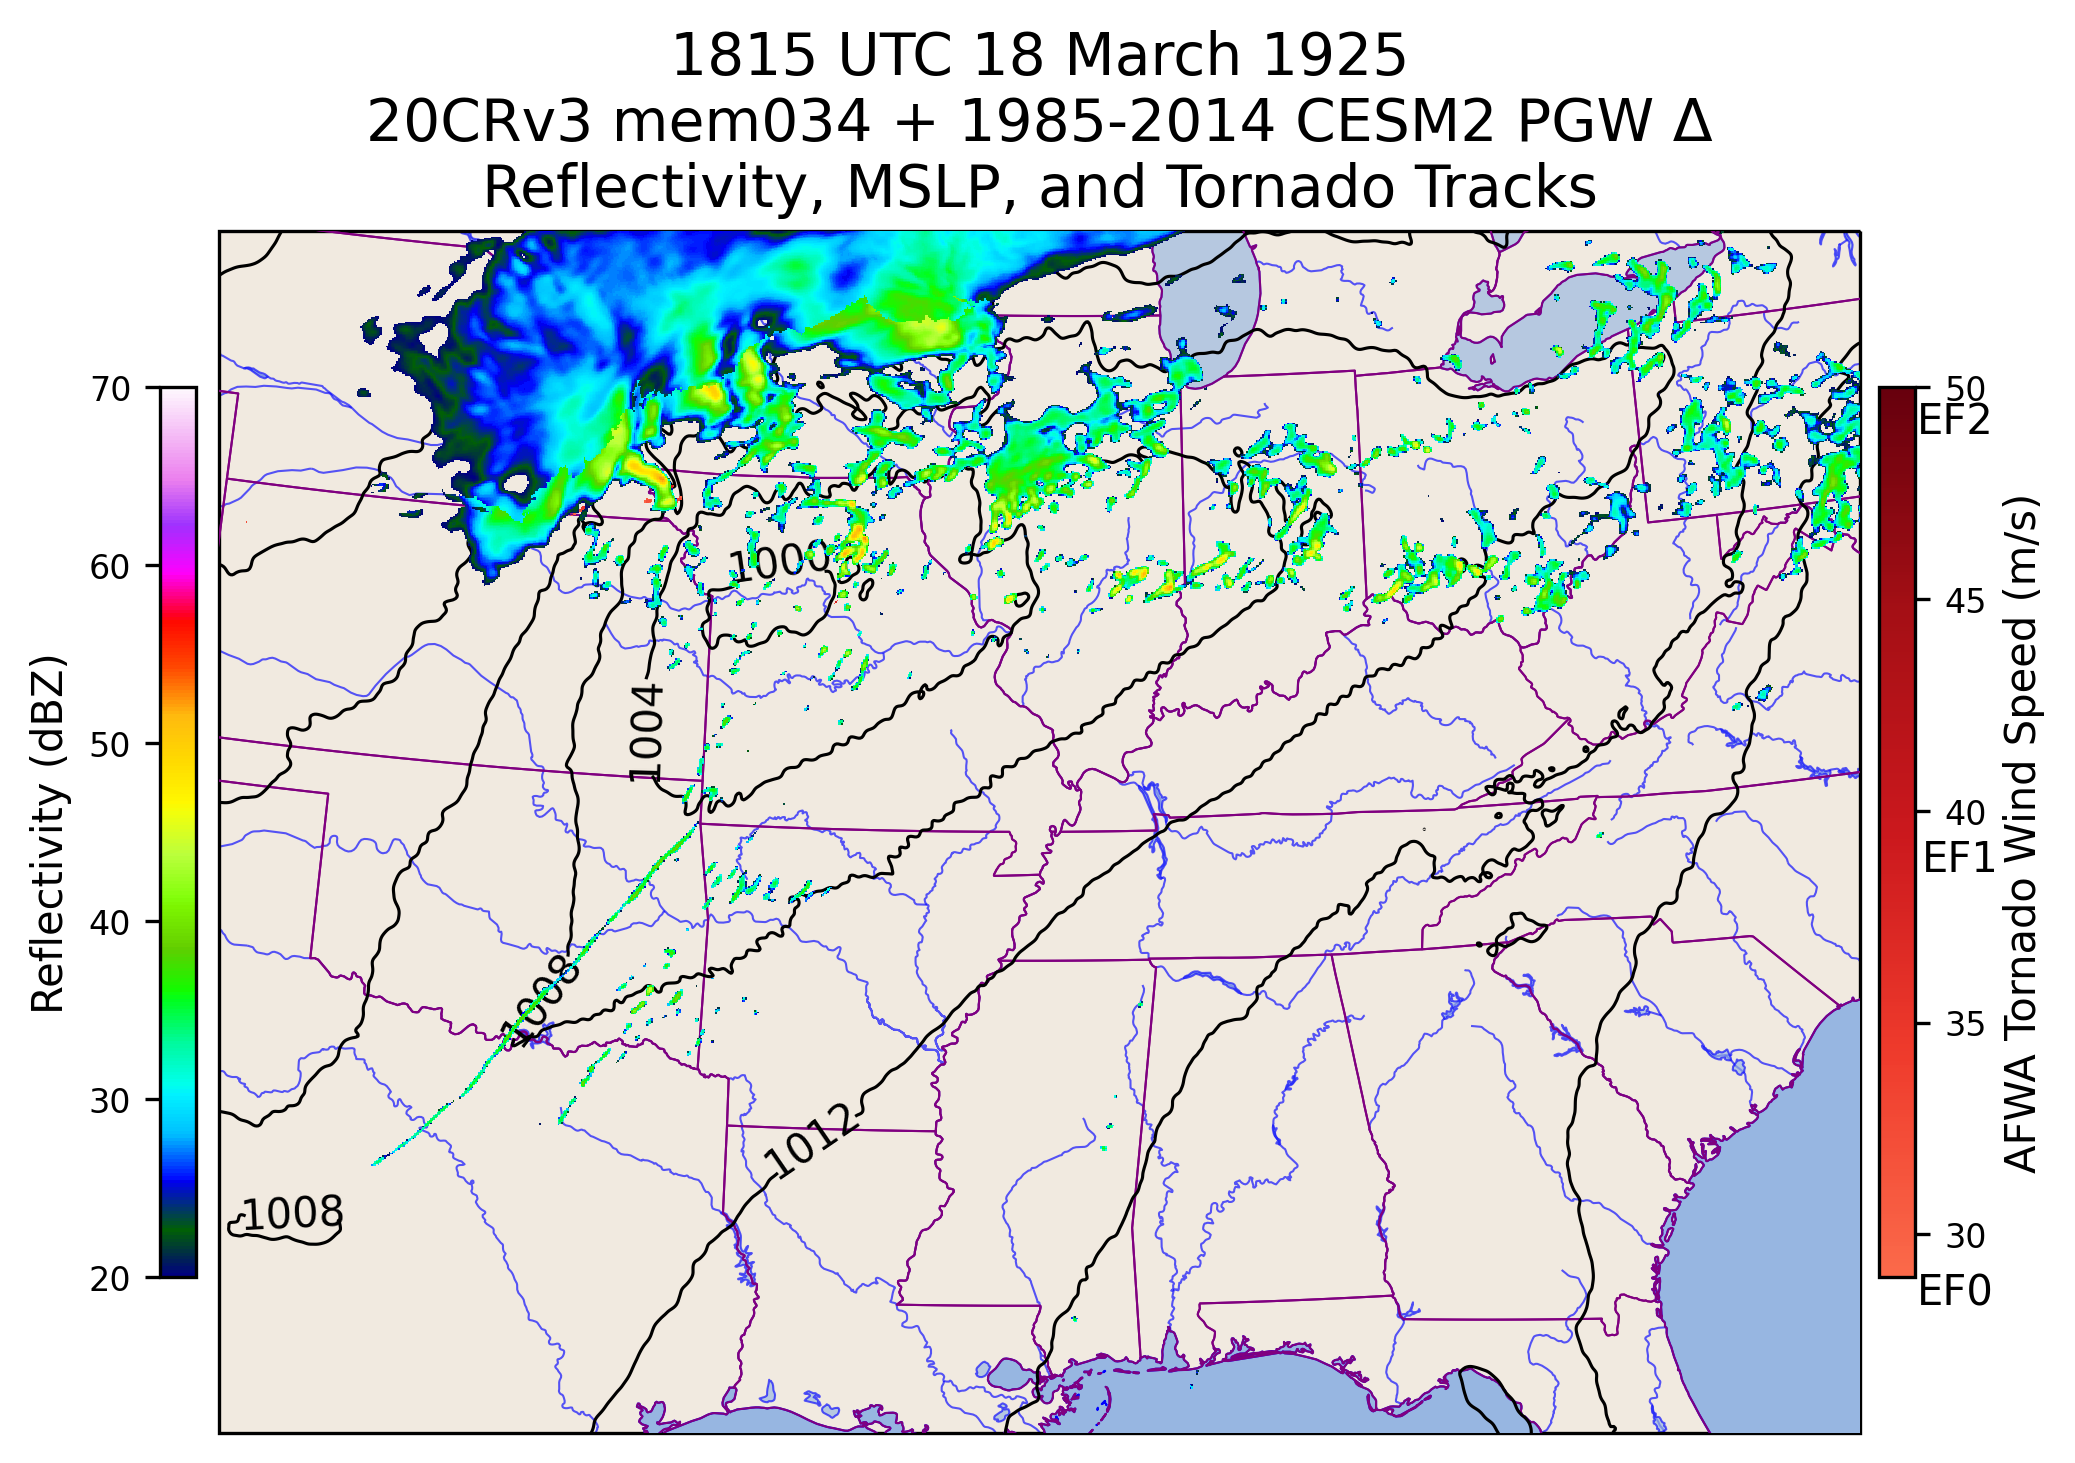 1815 UTC 18 March 1925
20CRv3 mem034 + 1985-2014 CESM2 PGW Δ
Reflectivity, MSLP, and Tornado Tracks
Reflectivity (dBZ)
70
60
50
40
30
20
1000
1004
1008
1012
1008
50
EF2
45
40
EF1
35
30
EF0
AFWA Tornado Wind Speed (m/s)